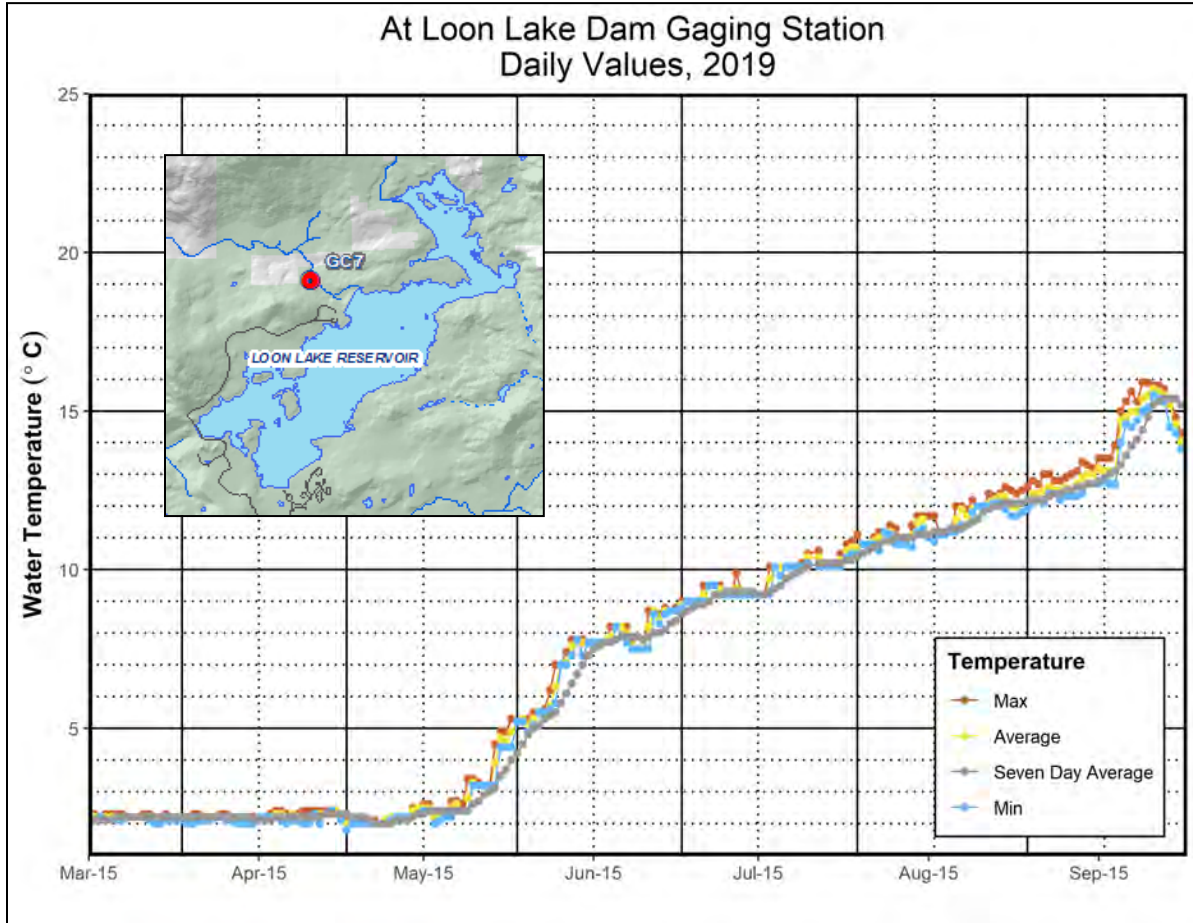 At Loon Lake Dam Gaging Station
Daily Values, 2019
Water Temperature (° C)
25
20
15
10
5
GC7
LOON LAKE RESERVOIR
Temperature
Max
Average
Seven Day Average
Min
Mar-15
Apr-15
May-15
Jun-15
Jul-15
Aug-15
Sep-15